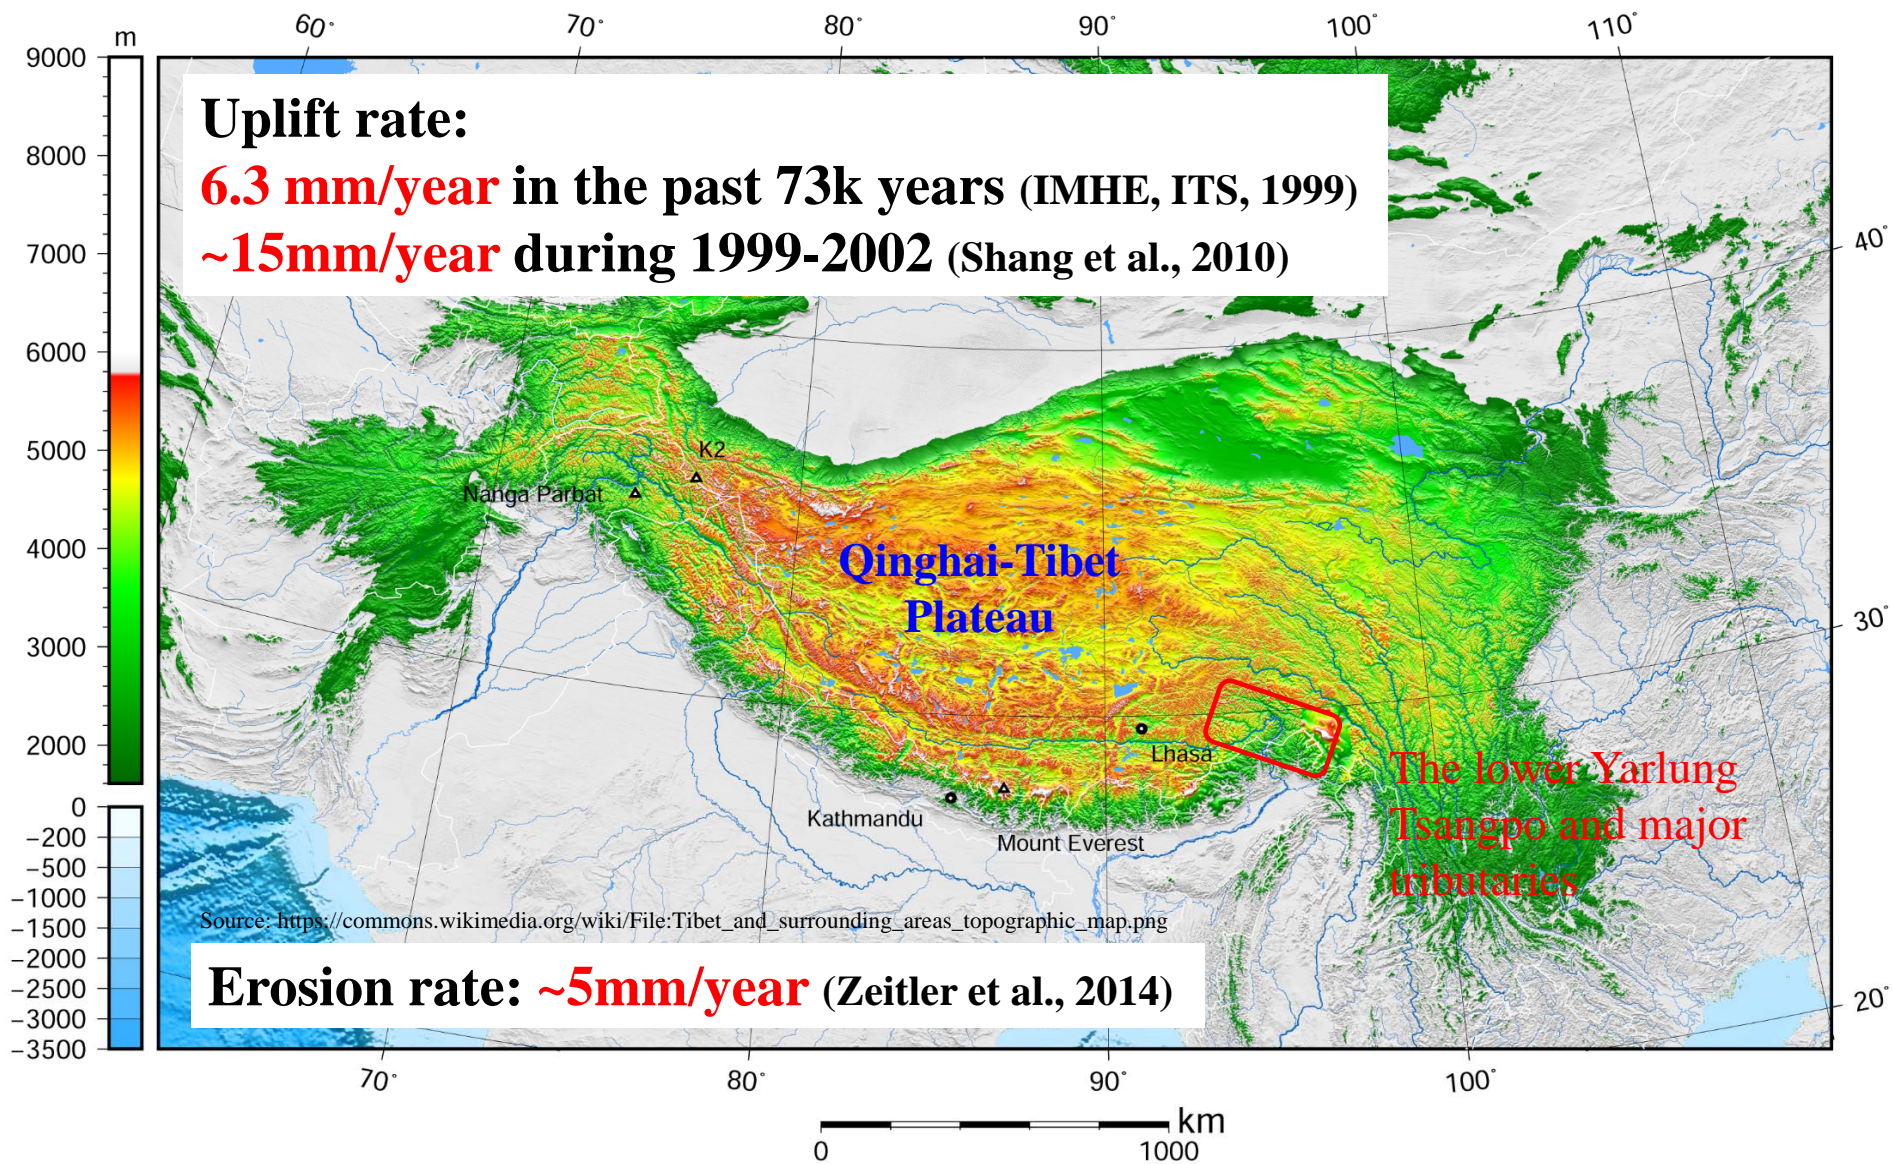 60° 70° 80° 90° 100° 110°
m
9000
8000
7000
6000
5000
4000
3000
2000
0
−200
−500
−1000
−1500
−2000
−2500
−3000
−3500
Uplift rate:
6.3 mm/year in the past 73k years (IMHE, ITS, 1999)
~15mm/year during 1999-2002 (Shang et al., 2010)
40°
30°
20°
K2
Nanga Parbat
Qinghai-Tibet
Plateau
Lhasa
Kathmandu
Mount Everest
The lower Yarlung
Tsangpo and major
tributaries
Source: https://commons.wikimedia.org/wiki/File:Tibet_and_surrounding_areas_topographic_map.png
Erosion rate: ~5mm/year (Zeitler et al., 2014)
70° 80° 90° 100°
km
0 1000